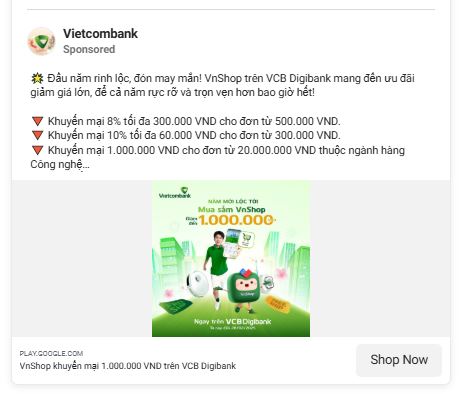 Vietcombank
Sponsored
Đầu năm rinh lộc, đón may mắn! VnShop trên VCB Digibank mang đến ưu đãi
giảm giá lớn, để cả năm rực rỡ và trọn vẹn hơn bao giờ hết!
🔻 Khuyến mại 8% tối đa 300.000 VND cho đơn từ 500.000 VND.
🔻 Khuyến mại 10% tối đa 60.000 VND cho đơn từ 300.000 VND.
🔻 Khuyến mại 1.000.000 VND cho đơn từ 20.000.000 VND thuộc ngành hàng
Công nghệ...
Vietcombank
NĂM MỚI LỘC TỚI
Mua sắm VnShop
Giảm đến 1.000.000đ
VnShop
Ngay trên VCB Digibank
PLAY.GOOGLE.COM
VnShop khuyến mại 1.000.000 VND trên VCB Digibank
Shop Now